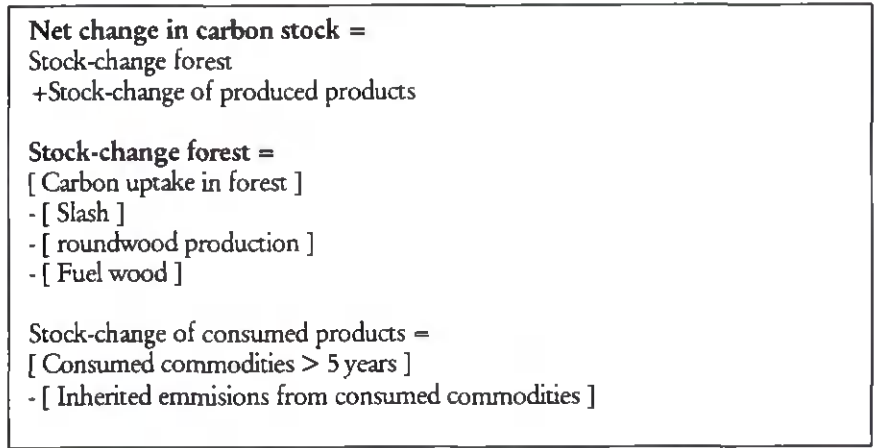 Net change in carbon stock =
Stock-change forest
+Stock-change of produced products
Stock-change forest =
[ Carbon uptake in forest ]
- [ Slash ]
- [ roundwood production ]
- [ Fuel wood ]
Stock-change of consumed products =
[ Consumed commodities > 5 years ]
- [ Inherited emmisions from consumed commodities ]